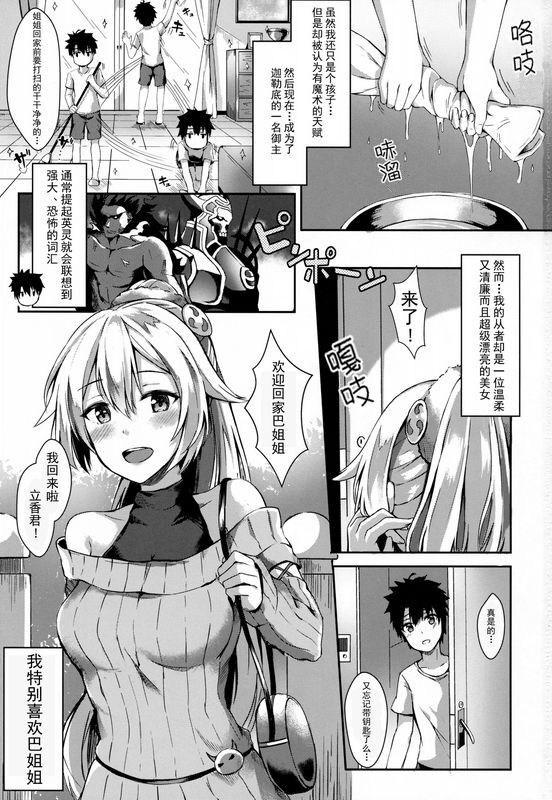 咯吱
哧溜
虽然我还只是个孩子…
但是却被认为有魔术的天赋
然后现在…成为了
迦勒底的一名御主
姐姐回家前要打扫的干干净净的…
通常提起英灵就会联想到
强大、恐怖的词汇
ピンポーン
然而…我的从者却是一位温柔
又清廉而且超级漂亮的美女
来了！
嘎吱
欢迎回家巴姐姐
我回来啦
立香君！
真是的…
又忘记带钥匙
了么…
我特别喜欢巴姐姐